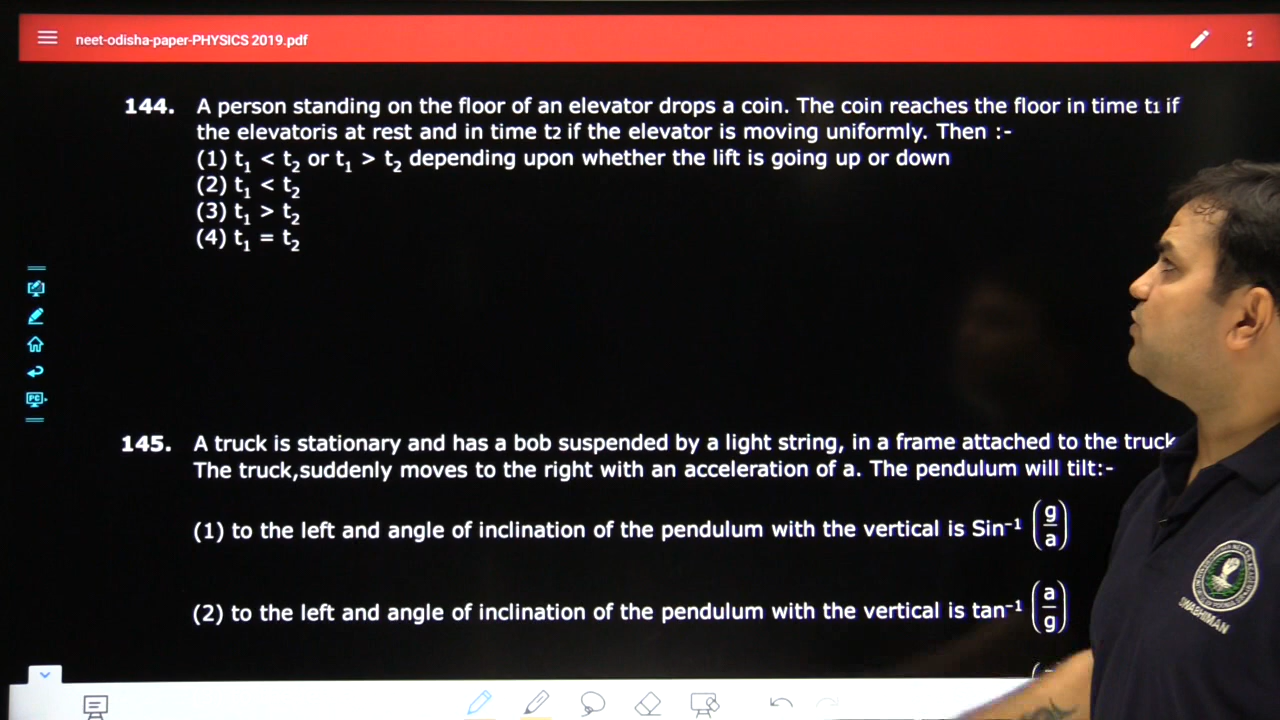 neet-odisha-paper-PHYSICS 2019.pdf
144. A person standing on the floor of an elevator drops a coin. The coin reaches the floor in time t1 if
the elevatoris at rest and in time t2 if the elevator is moving uniformly. Then :-
(1) t₁ < t₂ or t₁ > t₂ depending upon whether the lift is going up or down
(2) t₁ < t₂
(3) t₁ > t₂
(4) t₁ = t₂
PC
145. A truck is stationary and has a bob suspended by a light string, in a frame attached to the truck
The truck,suddenly moves to the right with an acceleration of a. The pendulum will tilt:-
(1) to the left and angle of inclination of the pendulum with the vertical is Sin⁻¹ (g/a)
(2) to the left and angle of inclination of the pendulum with the vertical is tan⁻¹ (a/g)
SWABHIMAN